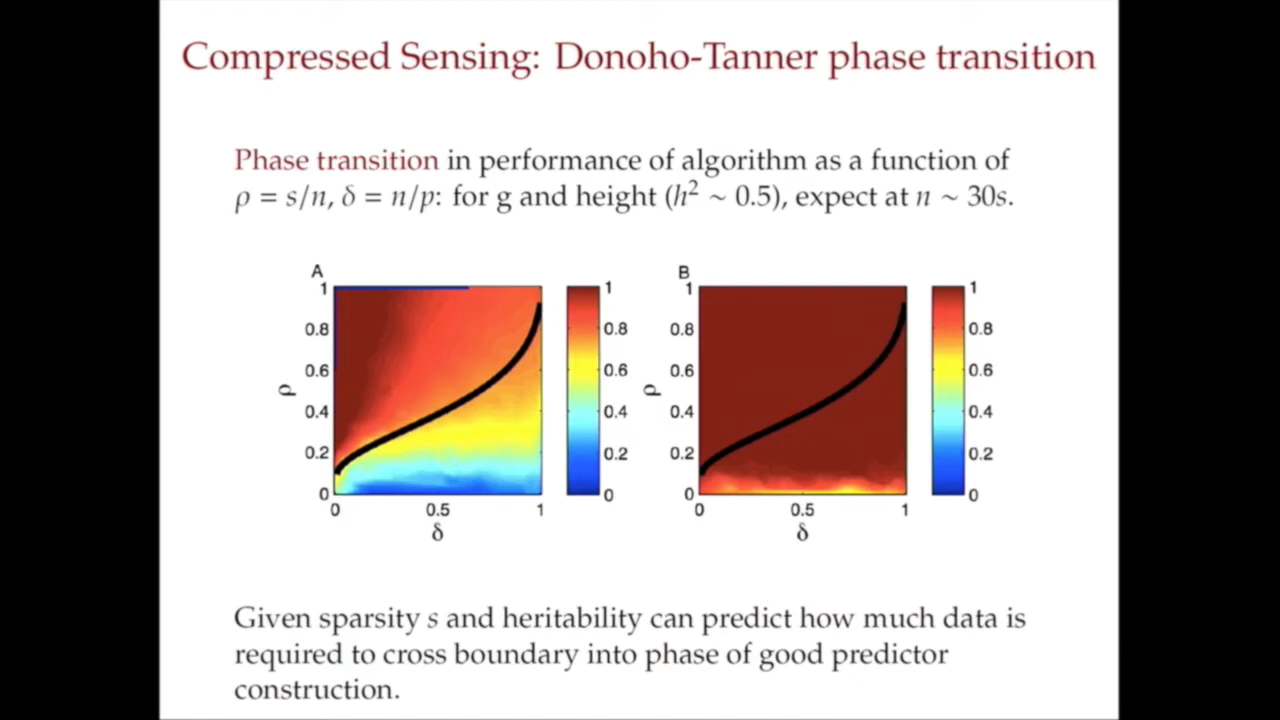 Compressed Sensing: Donoho-Tanner phase transition
Phase transition in performance of algorithm as a function of
ρ = s/n, δ = n/p: for g and height (h² ∼ 0.5), expect at n ∼ 30s.
A
1
0.8
0.6
0.4
0.2
0
ρ
0
0.5
1
δ
1
0.8
0.6
0.4
0.2
0
B
1
0.8
0.6
0.4
0.2
0
ρ
0
0.5
1
δ
1
0.8
0.6
0.4
0.2
0
Given sparsity s and heritability can predict how much data is
required to cross boundary into phase of good predictor
construction.